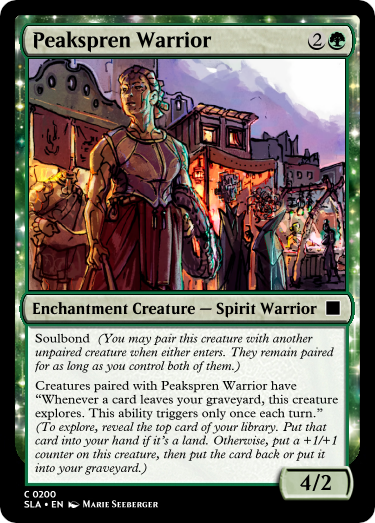 Peakspren Warrior 2
Enchantment Creature — Spirit Warrior
Soulbond (You may pair this creature with another
unpaired creature when either enters. They remain paired
for as long as you control both of them.)
Creatures paired with Peakspren Warrior have
“Whenever a card leaves your graveyard, this creature
explores. This ability triggers only once each turn.”
(To explore, reveal the top card of your library. Put
that card into your hand if it's a land. Otherwise, put a +1/+1
counter on this creature, then put the card back or put it
into your graveyard.)
4/2
C 0200
SLA • EN Marie Seeberger